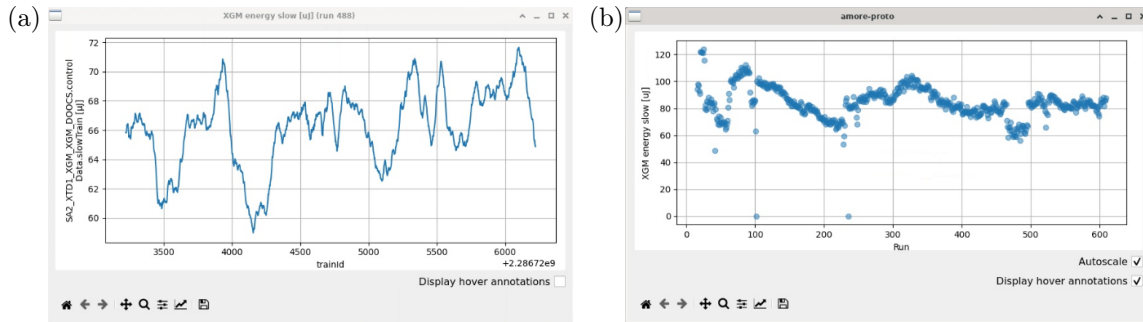 (a)
XGM energy slow [uJ] (run 488)
SA2_XTD1_XGM_XGM_DOOCS.control
Data.slowTrain [µJ]
72
70
68
66
64
62
60
3500
4000
4500
5000
5500
6000
+2.28672e9
trainId
Display hover annotations
(b)
amore-proto
XGM energy slow [uJ]
120
100
80
60
40
20
0
0
100
200
300
400
500
600
Run
Autoscale
Display hover annotations